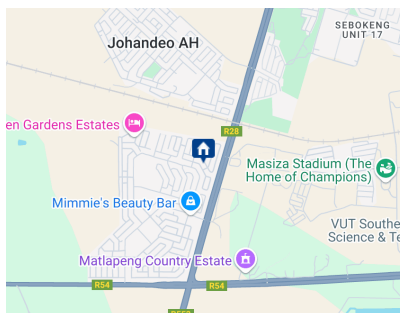 SEBOKENG
UNIT 17
Johandeo AH
en Gardens Estates
R28
Masiza Stadium (The
Home of Champions)
Mimmie's Beauty Bar
VUT Southe
Science & Te
Matlapeng Country Estate
R54
R54